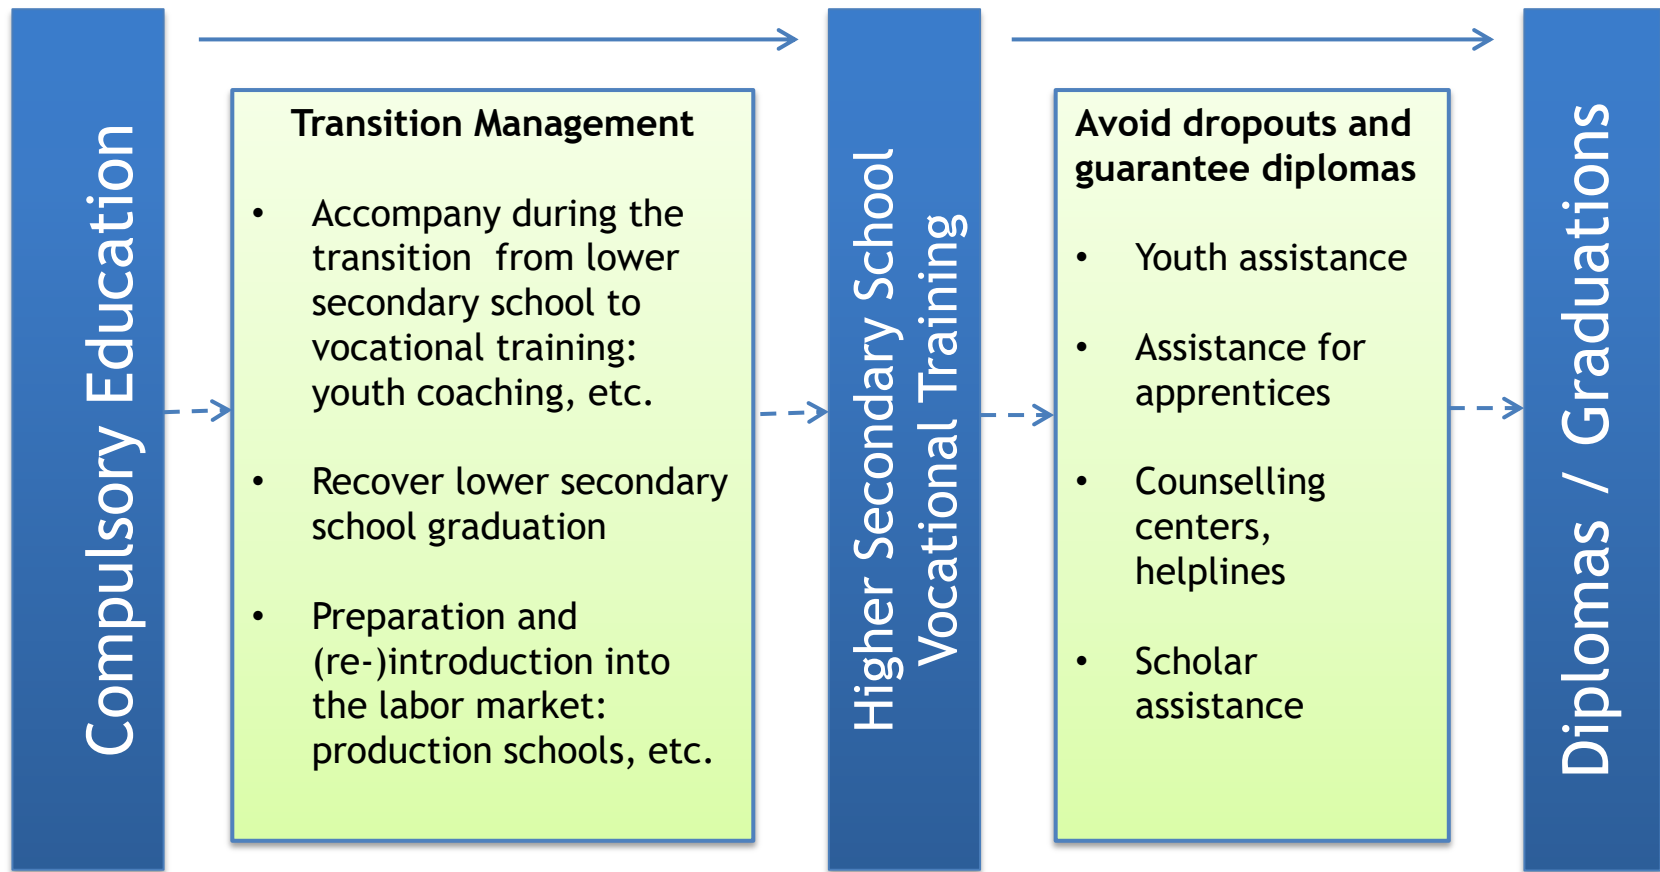 Compulsory Education
Transition Management
• Accompany during the
transition from lower
secondary school to
vocational training:
youth coaching, etc.
• Recover lower secondary
school graduation
• Preparation and
(re-)introduction into
the labor market:
production schools, etc.
Higher Secondary School
Vocational Training
Avoid dropouts and
guarantee diplomas
• Youth assistance
• Assistance for
apprentices
• Counselling
centers,
helplines
• Scholar
assistance
Diplomas / Graduations